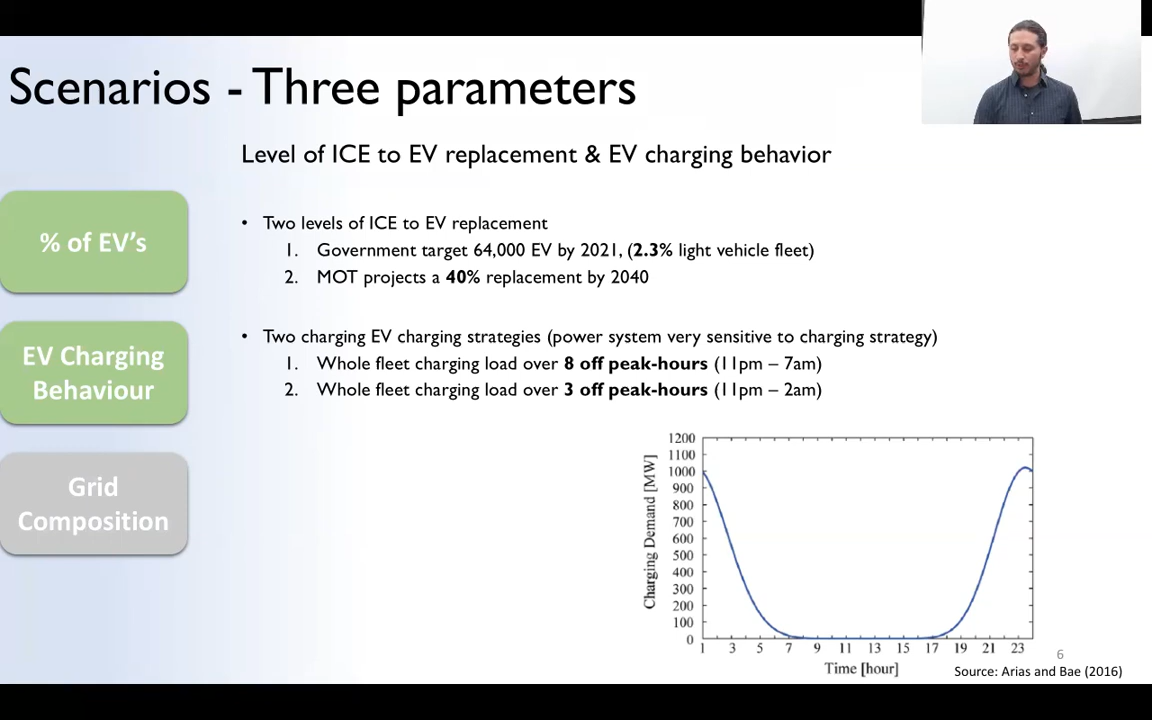 Scenarios - Three parameters
Level of ICE to EV replacement & EV charging behavior
% of EV's
• Two levels of ICE to EV replacement
1. Government target 64,000 EV by 2021, (2.3% light vehicle fleet)
2. MOT projects a 40% replacement by 2040
EV Charging
Behaviour
• Two charging EV charging strategies (power system very sensitive to charging strategy)
1. Whole fleet charging load over 8 off peak-hours (11pm – 7am)
2. Whole fleet charging load over 3 off peak-hours (11pm – 2am)
Grid
Composition
Charging Demand [MW]
1200
1100
1000
900
800
700
600
500
400
300
200
100
0
1 3 5 7 9 11 13 15 17 19 21 23
Time [hour]
6
Source: Arias and Bae (2016)